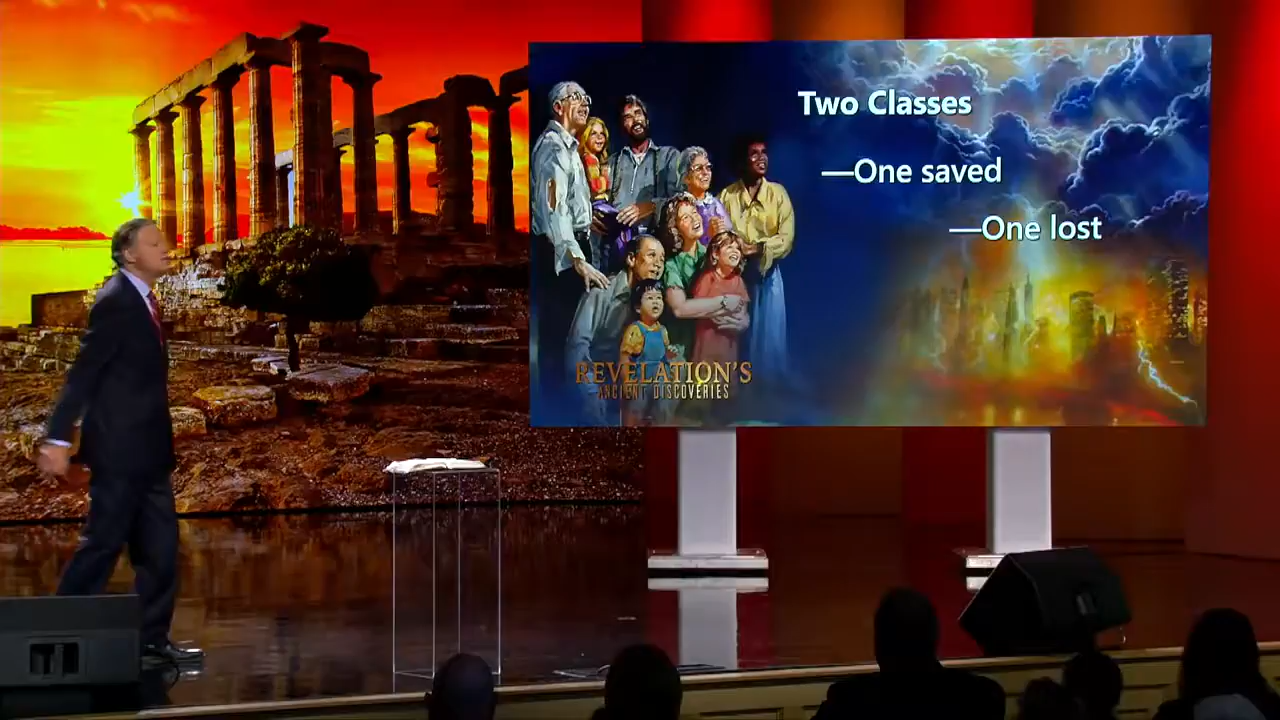 Two Classes
—One saved
—One lost
REVELATION'S
ANCIENT DISCOVERIES